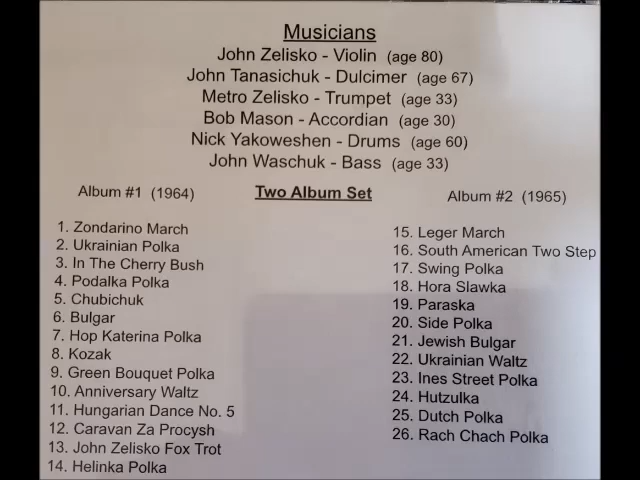 Musicians
John Zelisko - Violin (age 80)
John Tanasichuk - Dulcimer (age 67)
Metro Zelisko - Trumpet (age 33)
Bob Mason - Accordian (age 30)
Nick Yakoweshen - Drums (age 60)
John Waschuk - Bass (age 33)
Album #1 (1964) Two Album Set Album #2 (1965)
1. Zondarino March
2. Ukrainian Polka
3. In The Cherry Bush
4. Podalka Polka
5. Chubichuk
6. Bulgar
7. Hop Katerina Polka
8. Kozak
9. Green Bouquet Polka
10. Anniversary Waltz
11. Hungarian Dance No. 5
12. Caravan Za Procysh
13. John Zelisko Fox Trot
14. Helinka Polka
15. Leger March
16. South American Two Step
17. Swing Polka
18. Hora Slawka
19. Paraska
20. Side Polka
21. Jewish Bulgar
22. Ukrainian Waltz
23. Ines Street Polka
24. Hutzulka
25. Dutch Polka
26. Rach Chach Polka